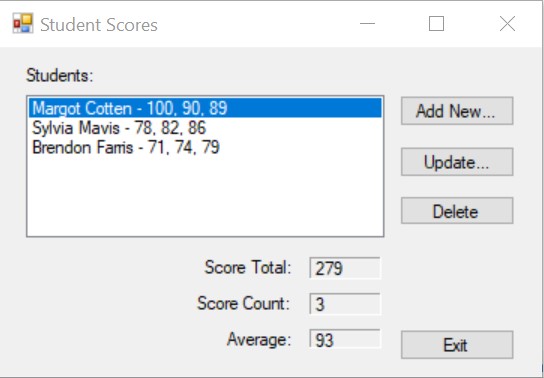 Student Scores
Students:
Margot Cotten - 100, 90, 89
Sylvia Mavis - 78, 82, 86
Brendon Farris - 71, 74, 79
Add New...
Update...
Delete
Score Total: 279
Score Count: 3
Average: 93
Exit